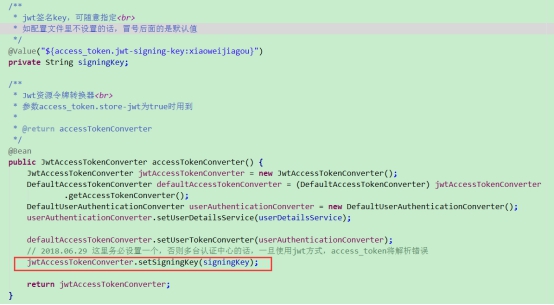 /**
 * jwt签名key，可随意指定<br>
 * 如配置文件里不设置的话，冒号后面的是默认值
 */
@Value("${access_token.jwt-signing-key:xiaoweijiagou}")
private String signingKey;
/**
 * Jwt资源令牌转换器<br>
 * 参数access_token.store-jwt为true时用到
 *
 * @return accessTokenConverter
 */
@Bean
public JwtAccessTokenConverter accessTokenConverter() {
    JwtAccessTokenConverter jwtAccessTokenConverter = new JwtAccessTokenConverter();
    DefaultAccessTokenConverter defaultAccessTokenConverter = (DefaultAccessTokenConverter) jwtAccessTokenConverter
            .getAccessTokenConverter();
    DefaultUserAuthenticationConverter userAuthenticationConverter = new DefaultUserAuthenticationConverter();
    userAuthenticationConverter.setUserDetailsService(userDetailsService);
    defaultAccessTokenConverter.setUserTokenConverter(userAuthenticationConverter);
    // 2018.06.29 这里务必设置一个，否则多台认证中心的话，一旦使用jwt方式，access_token将解析错误
    jwtAccessTokenConverter.setSigningKey(signingKey);
    return jwtAccessTokenConverter;
}